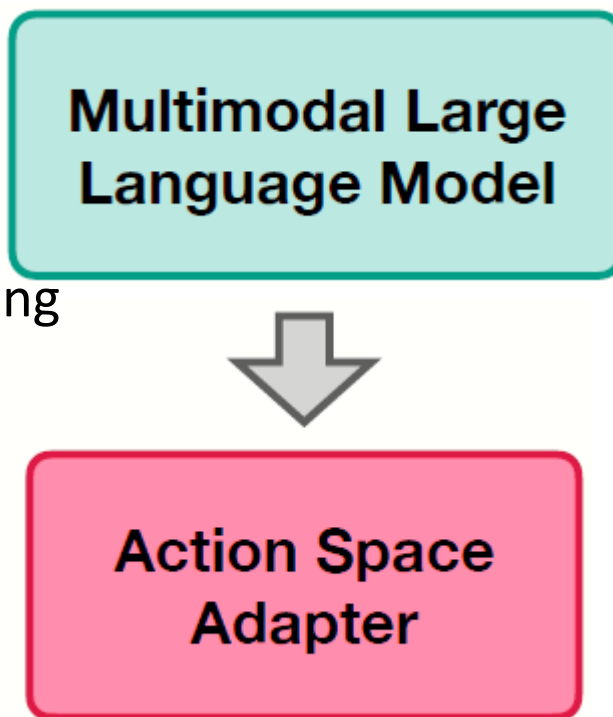 Multimodal Large
Language Model
ng
Action Space
Adapter